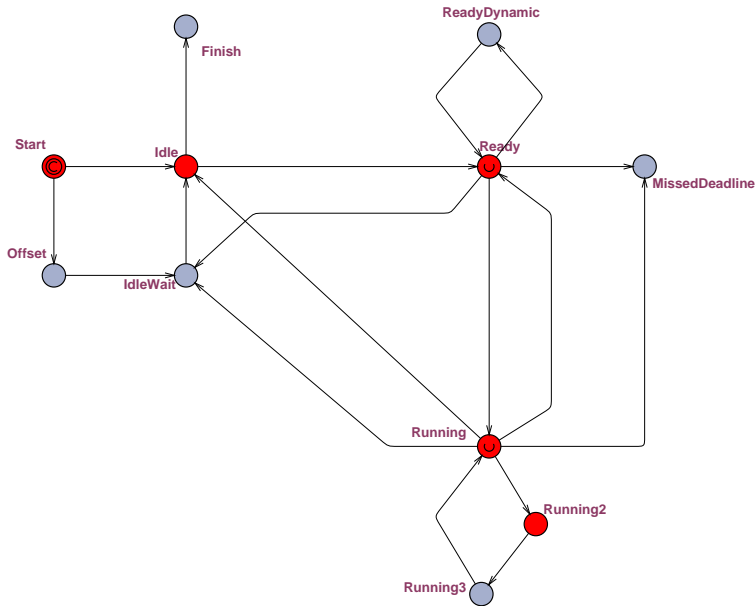 ReadyDynamic
Finish
Start
Idle
Ready
MissedDeadline
Offset
IdleWait
Running
Running2
Running3